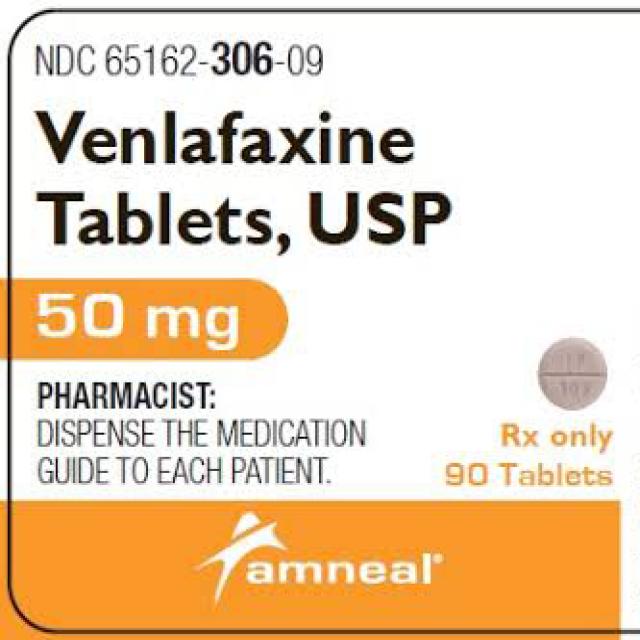 NDC 65162-306-09
Venlafaxine
Tablets, USP
50 mg
PHARMACIST:
DISPENSE THE MEDICATION
GUIDE TO EACH PATIENT.
Rx only
90 Tablets
amneal®